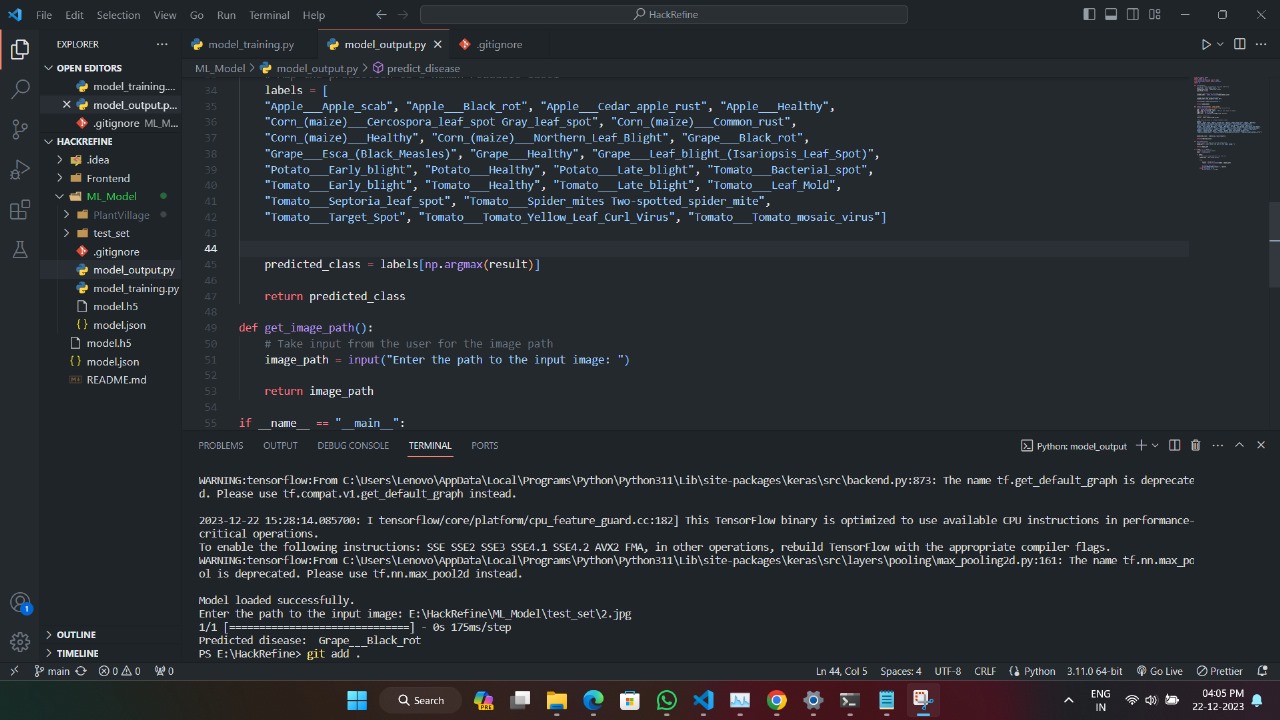 File Edit Selection View Go Run Terminal Help
HackRefine
EXPLORER
model_training.py
model_output.py
.gitignore
ML_Model > model_output.py > predict_disease
OPEN EDITORS
model_training....
model_output.p...
.gitignore ML_M...
HACKREFINE
.idea
Frontend
ML_Model
PlantVillage
test_set
.gitignore
model_output.py
model_training.py
model.h5
model.json
model.h5
model.json
README.md
OUTLINE
TIMELINE
34 labels = [
35 "Apple___Apple_scab", "Apple___Black_rot", "Apple___Cedar_apple_rust", "Apple___Healthy",
36 "Corn_(maize)___Cercospora_leaf_spot Gray_leaf_spot", "Corn_(maize)___Common_rust",
37 "Corn_(maize)___Healthy", "Corn_(maize)___Northern_Leaf_Blight", "Grape___Black_rot",
38 "Grape___Esca_(Black_Measles)", "Grape___Healthy", "Grape___Leaf_blight_(Isariopsis_Leaf_Spot)",
39 "Potato___Early_blight", "Potato___Healthy", "Potato___Late_blight", "Tomato___Bacterial_spot",
40 "Tomato___Early_blight", "Tomato___Healthy", "Tomato___Late_blight", "Tomato___Leaf_Mold",
41 "Tomato___Septoria_leaf_spot", "Tomato___Spider_mites Two-spotted_spider_mite",
42 "Tomato___Target_Spot", "Tomato___Tomato_Yellow_Leaf_Curl_Virus", "Tomato___Tomato_mosaic_virus"]
43
44
45 predicted_class = labels[np.argmax(result)]
46
47 return predicted_class
48
49 def get_image_path():
50 # Take input from the user for the image path
51 image_path = input("Enter the path to the input image: ")
52
53 return image_path
54
55 if __name__ == "__main__":
PROBLEMS OUTPUT DEBUG CONSOLE TERMINAL PORTS
Python: model_output
WARNING:tensorflow:From C:\Users\Lenovo\AppData\Local\Programs\Python\Python311\Lib\site-packages\keras\src\backend.py:873: The name tf.get_default_graph is deprecate
d. Please use tf.compat.v1.get_default_graph instead.
2023-12-22 15:28:14.085700: I tensorflow/core/platform/cpu_feature_guard.cc:182] This TensorFlow binary is optimized to use available CPU instructions in performance-
critical operations.
To enable the following instructions: SSE SSE2 SSE3 SSE4.1 SSE4.2 AVX2 FMA, in other operations, rebuild TensorFlow with the appropriate compiler flags.
WARNING:tensorflow:From C:\Users\Lenovo\AppData\Local\Programs\Python\Python311\Lib\site-packages\keras\src\layers\pooling\max_pooling2d.py:161: The name tf.nn.max_po
ol is deprecated. Please use tf.nn.max_pool2d instead.
Model loaded successfully.
Enter the path to the input image: E:\HackRefine\ML_Model\test_set\2.jpg
1/1 [==============================] - 0s 175ms/step
Predicted disease:  Grape___Black_rot
PS E:\HackRefine> git add .
1
main 0 0 0 Ln 44, Col 5 Spaces: 4 UTF-8 CRLF Python 3.11.0 64-bit Go Live Prettier
Search
PRE
ENG
IN
04:05 PM
22-12-2023